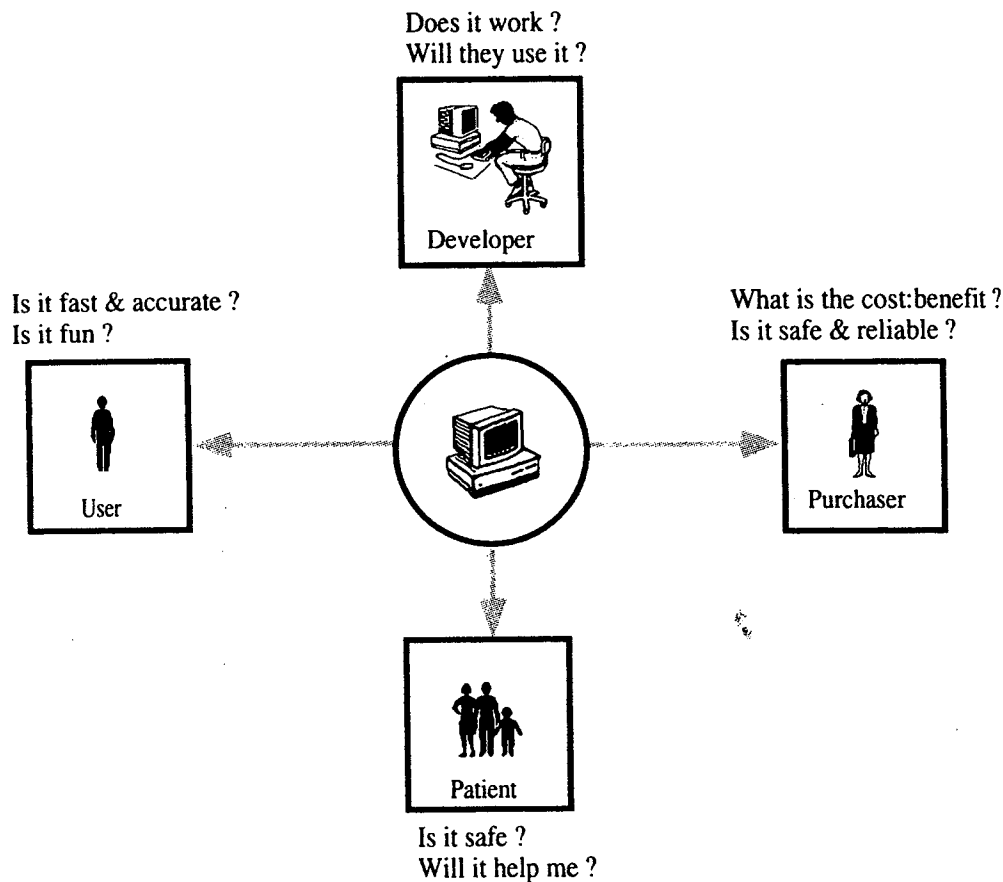 Does it work ?
Will they use it ?
Developer
Is it fast & accurate ?
Is it fun ?
User
What is the cost:benefit ?
Is it safe & reliable ?
Purchaser
Patient
Is it safe ?
Will it help me ?